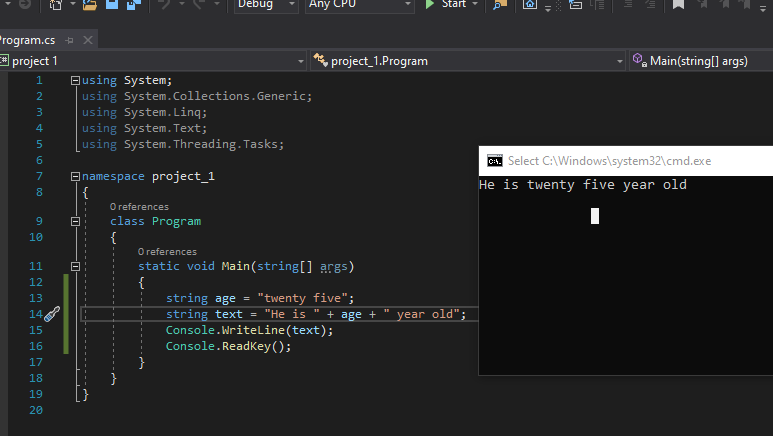 Debug
Any CPU
Start
Program.cs
project 1
project_1.Program
Main(string[] args)
1 using System;
2 using System.Collections.Generic;
3 using System.Linq;
4 using System.Text;
5 using System.Threading.Tasks;
6
7 namespace project_1
8 {
0 references
9 class Program
10 {
0 references
11 static void Main(string[] args)
12 {
13 string age = "twenty five";
14 string text = "He is " + age + " year old";
15 Console.WriteLine(text);
16 Console.ReadKey();
17 }
18 }
19 }
20
C:\.
Select C:\Windows\system32\cmd.exe
He is twenty five year old